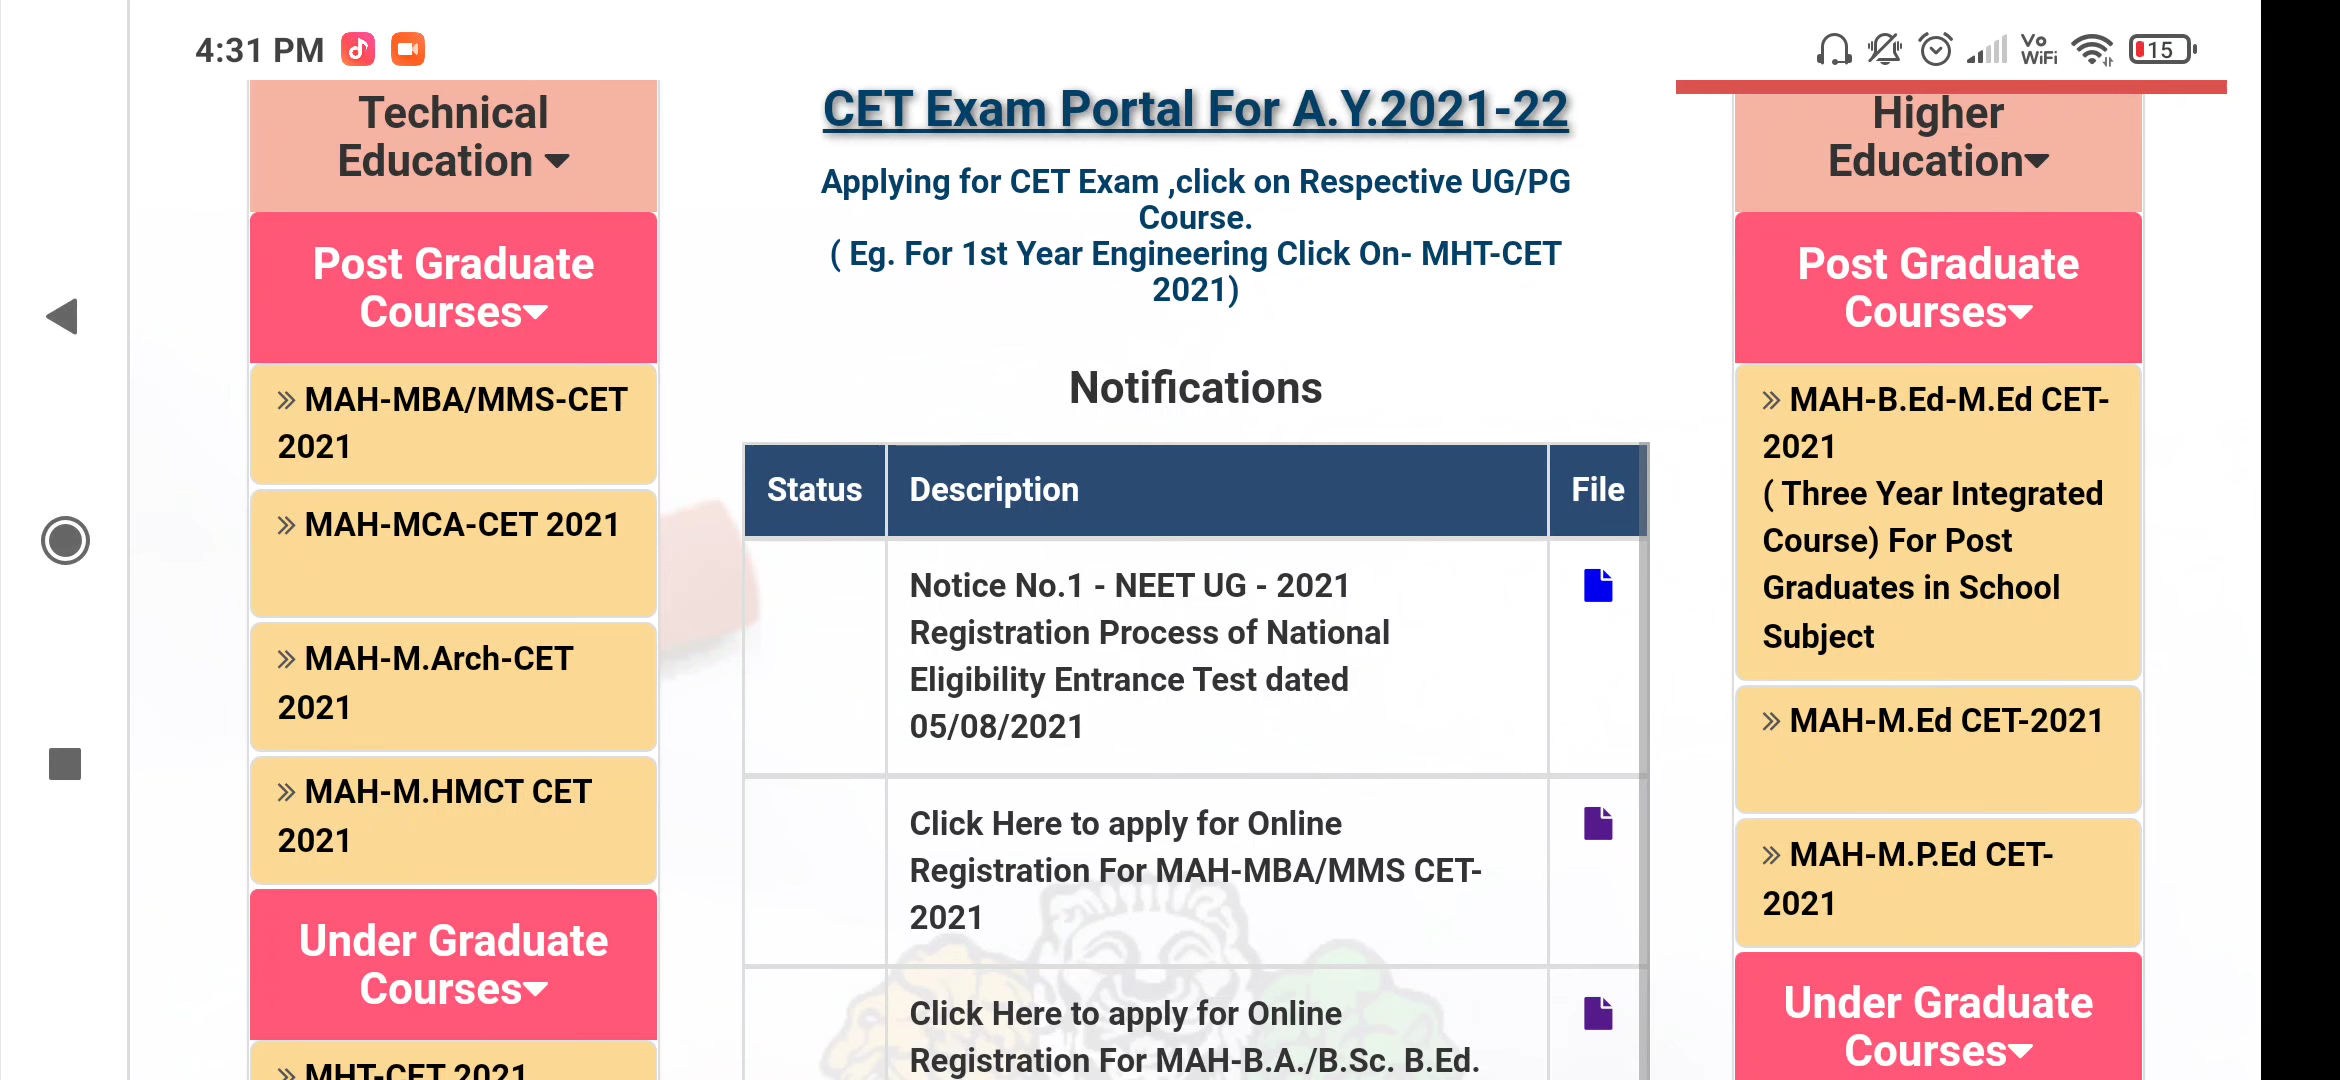 4:31 PM
Vo
WiFi
15
Technical
Education
Post Graduate
Courses
» MAH-MBA/MMS-CET
2021
» MAH-MCA-CET 2021
» MAH-M.Arch-CET
2021
» MAH-M.HMCT CET
2021
Under Graduate
Courses
» MHT-CET 2021
CET Exam Portal For A.Y.2021-22
Applying for CET Exam ,click on Respective UG/PG
Course.
( Eg. For 1st Year Engineering Click On- MHT-CET
2021)
Notifications
Status Description File
Notice No.1 - NEET UG - 2021
Registration Process of National
Eligibility Entrance Test dated
05/08/2021
Click Here to apply for Online
Registration For MAH-MBA/MMS CET-
2021
Click Here to apply for Online
Registration For MAH-B.A./B.Sc. B.Ed.
Higher
Education
Post Graduate
Courses
» MAH-B.Ed-M.Ed CET-
2021
( Three Year Integrated
Course) For Post
Graduates in School
Subject
» MAH-M.Ed CET-2021
» MAH-M.P.Ed CET-
2021
Under Graduate
Courses